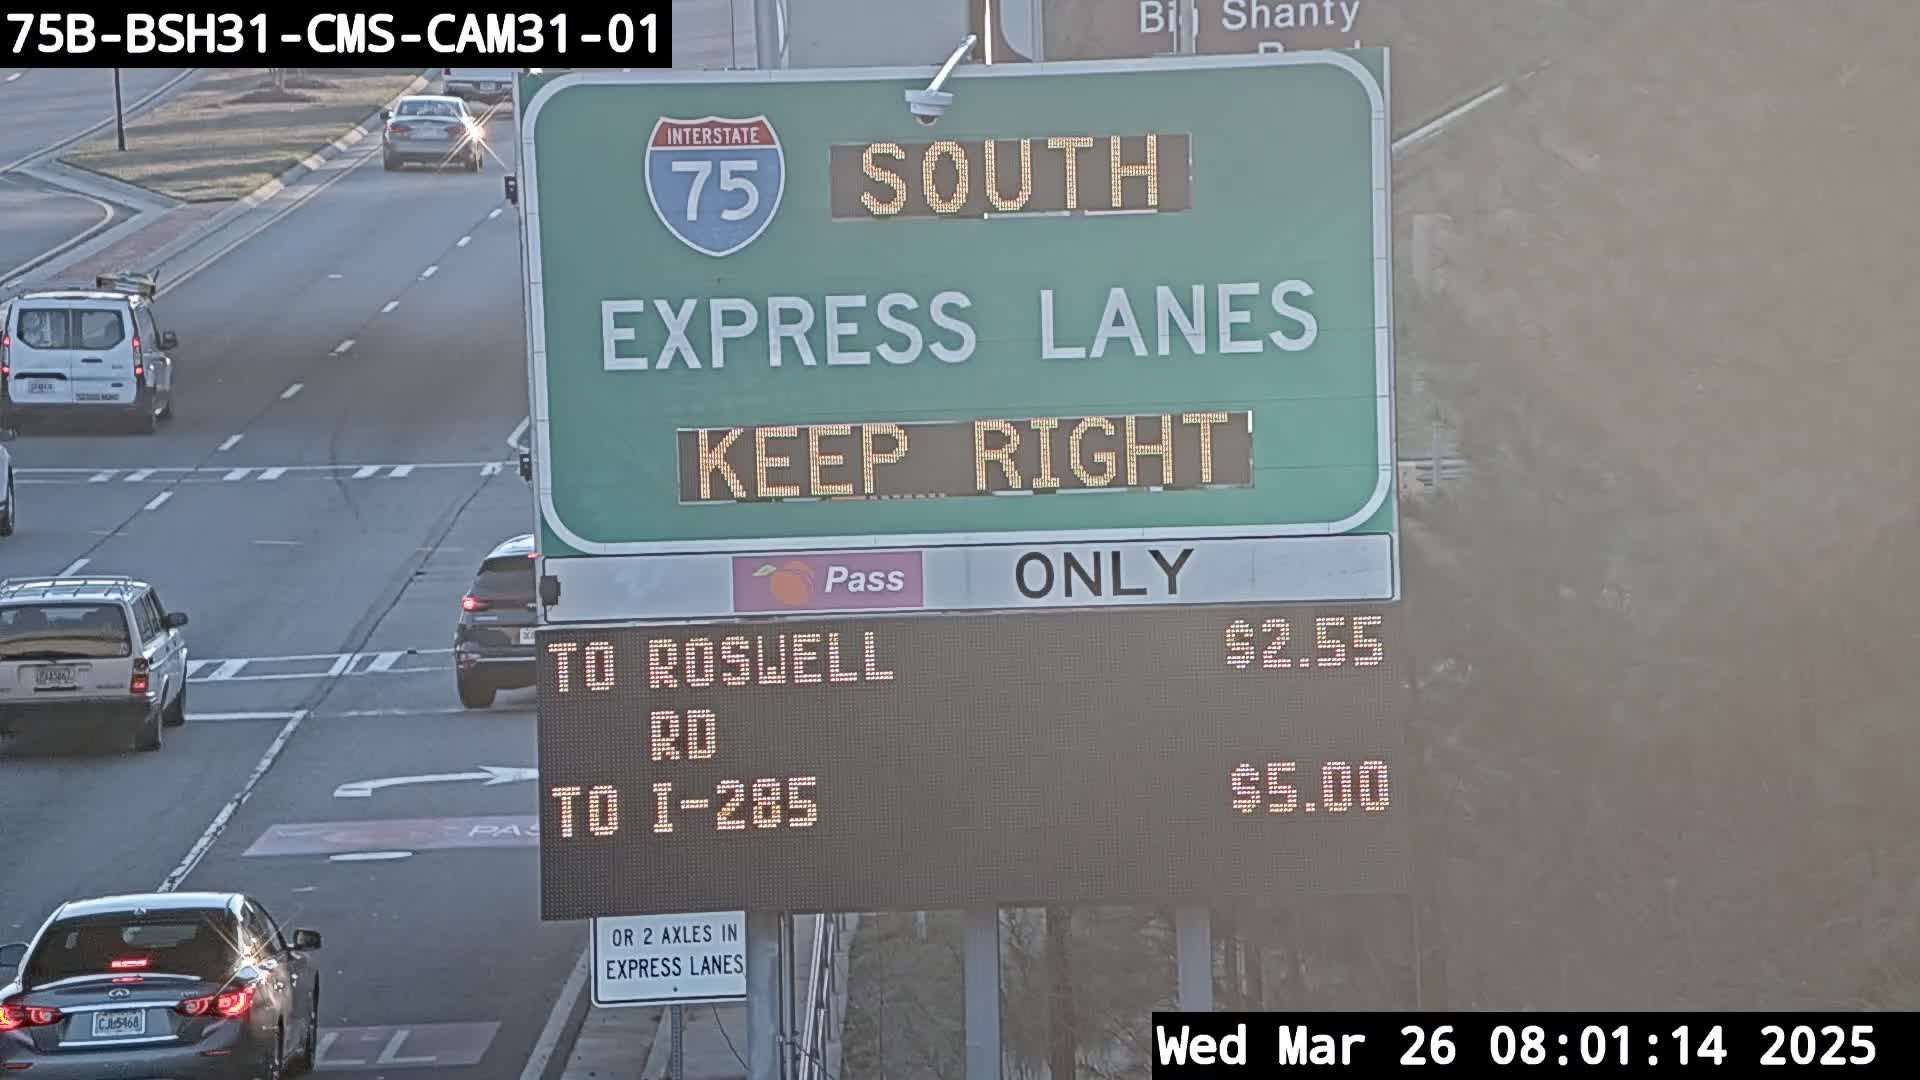 75B-BSH31-CMS-CAM31-01
Big Shanty
INTERSTATE
75
SOUTH
EXPRESS LANES
KEEP RIGHT
Pass
ONLY
TO ROSWELL $2.55
RD
TO I-285 $5.00
OR 2 AXLES IN
EXPRESS LANES
Wed Mar 26 08:01:14 2025